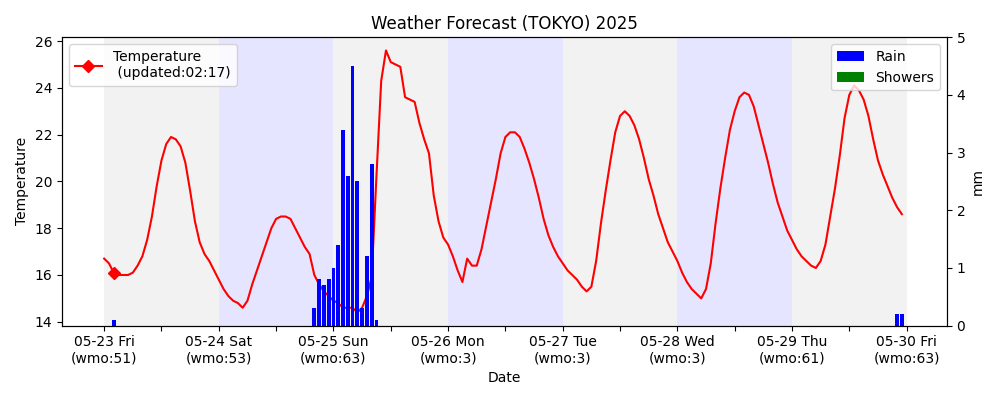 Weather Forecast (TOKYO) 2025
Temperature
(updated:02:17)
Rain
Showers
Temperature
26
24
22
20
18
16
14
5
4
3
2
1
0
mm
05-23 Fri
(wmo:51)
05-24 Sat
(wmo:53)
05-25 Sun
(wmo:63)
05-26 Mon
(wmo:3)
05-27 Tue
(wmo:3)
05-28 Wed
(wmo:3)
05-29 Thu
(wmo:61)
05-30 Fri
(wmo:63)
Date